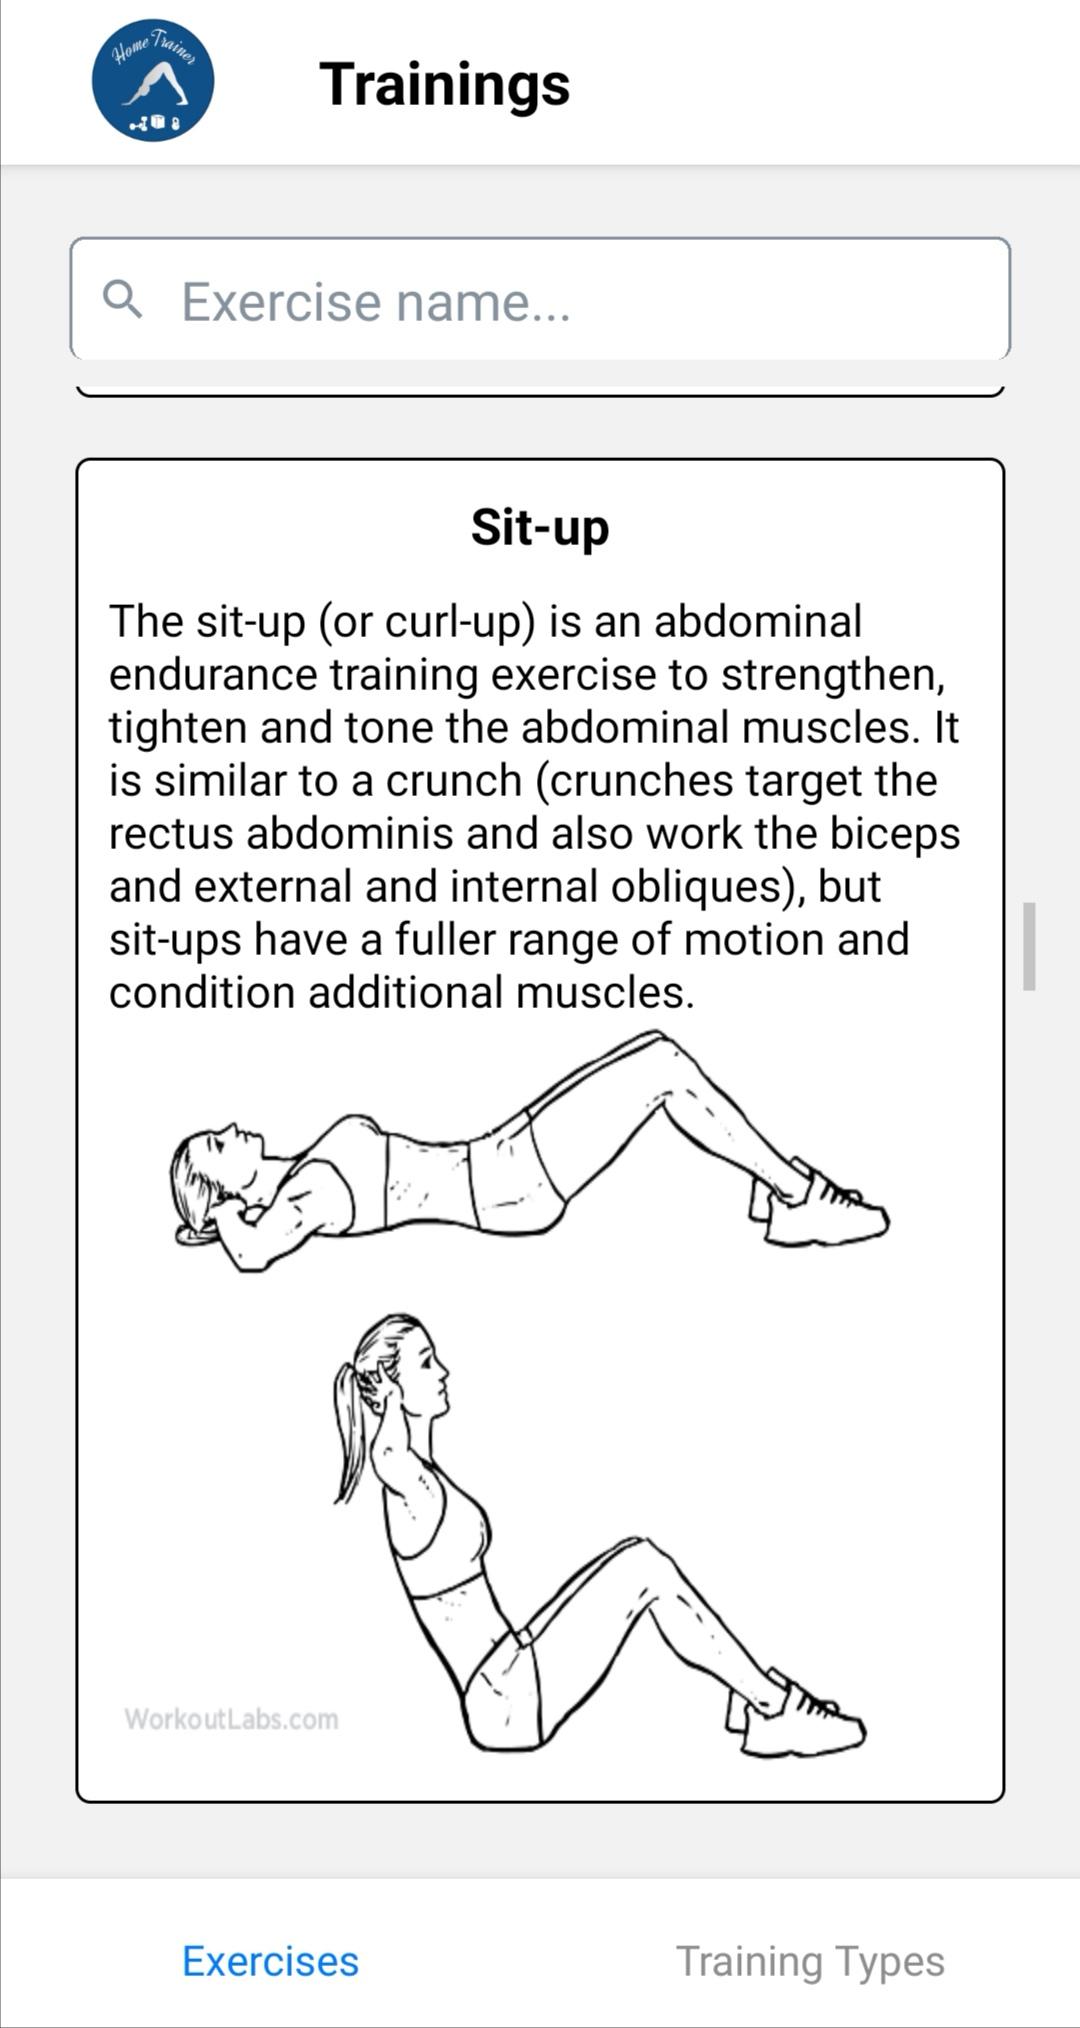 Home Trainer
Trainings
Exercise name...
Sit-up
The sit-up (or curl-up) is an abdominal
endurance training exercise to strengthen,
tighten and tone the abdominal muscles. It
is similar to a crunch (crunches target the
rectus abdominis and also work the biceps
and external and internal obliques), but
sit-ups have a fuller range of motion and
condition additional muscles.
WorkoutLabs.com
Exercises
Training Types